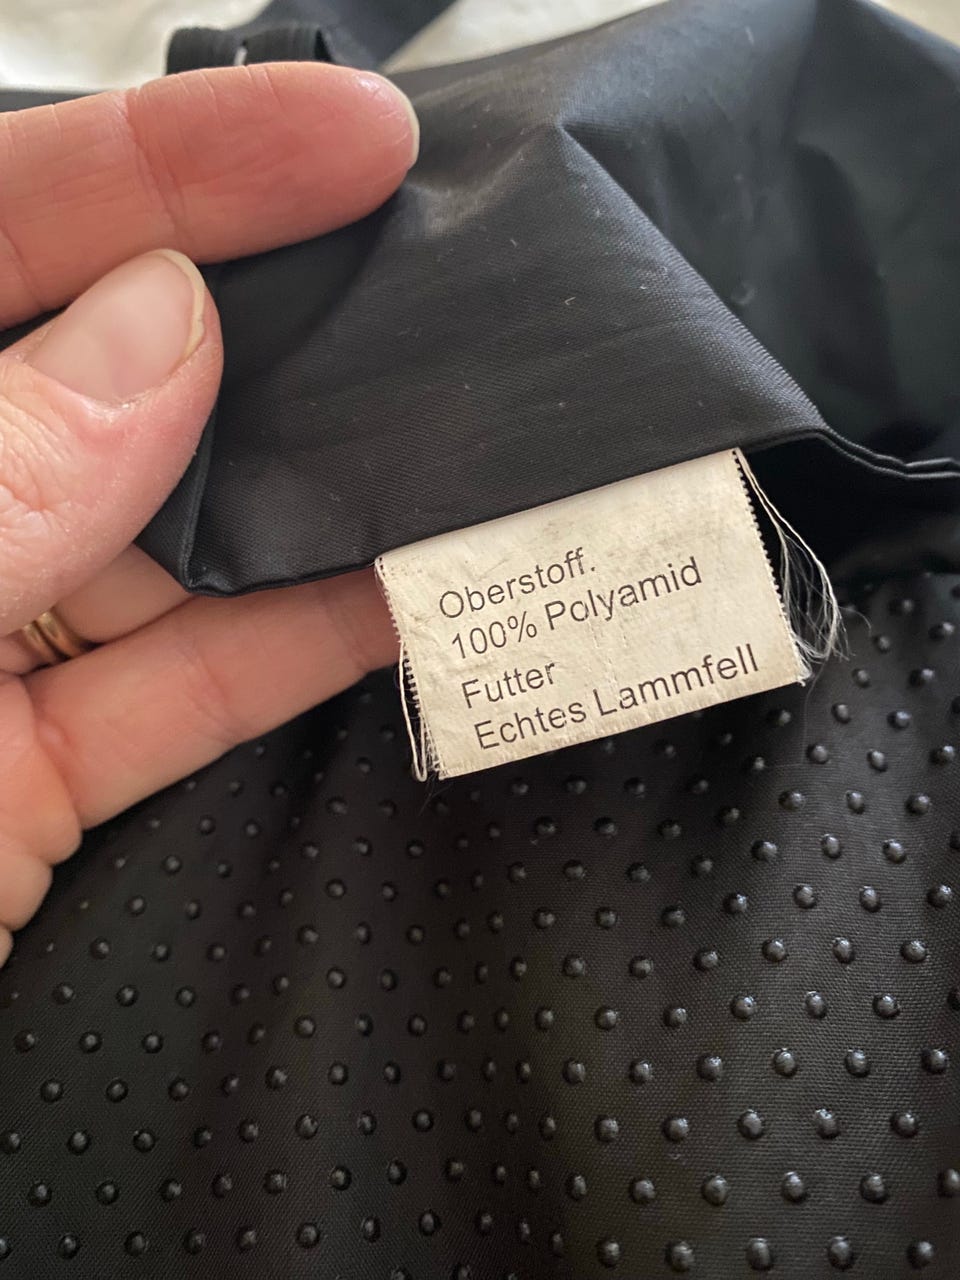 Oberstoff.
100% Polyamid
Futter
Echtes Lammfell